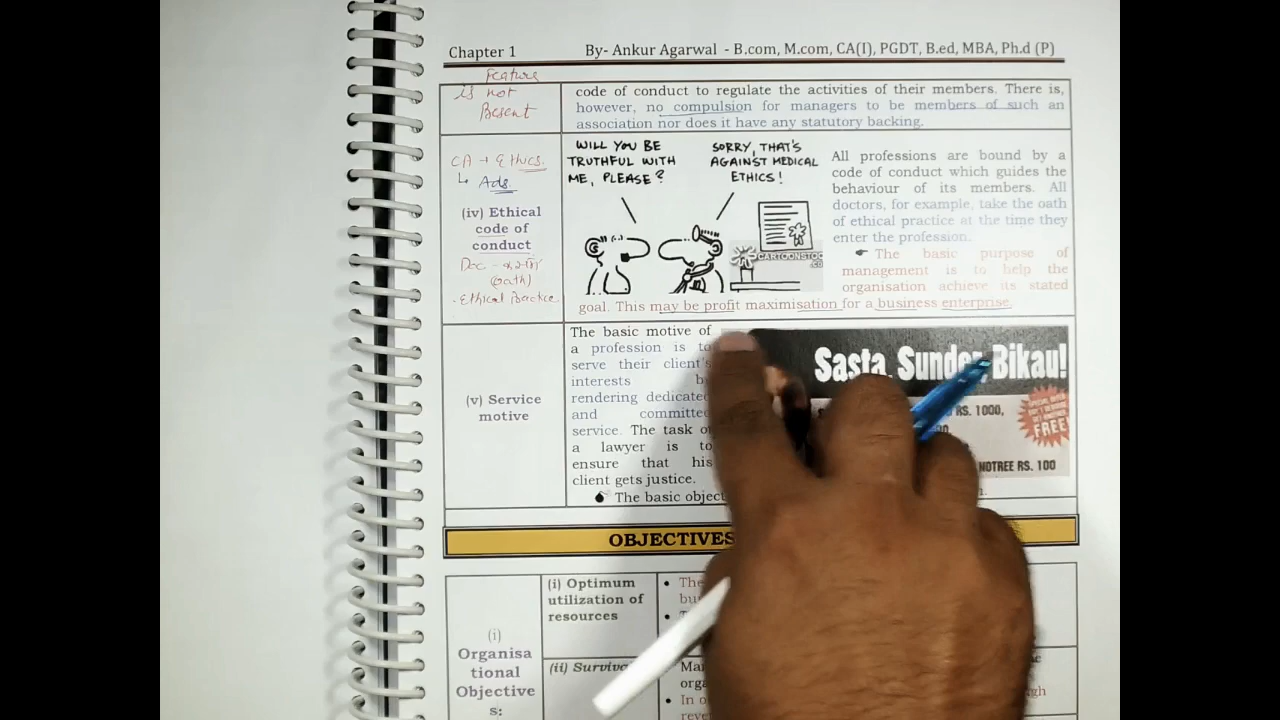 Chapter 1 By- Ankur Agarwal - B.com, M.com, CA(I), PGDT, B.ed, MBA, Ph.d (P)
Feature
is not
Present
code of conduct to regulate the activities of their members. There is,
however, no compulsion for managers to be members of such an
association nor does it have any statutory backing.
CA → Ethics.
↳ Ads
(iv) Ethical
code of
conduct
(oath)
WILL YOU BE
TRUTHFUL WITH
ME, PLEASE?
SORRY, THAT'S
AGAINST MEDICAL
ETHICS!
All professions are bound by a
code of conduct which guides the
behaviour of its members. All
doctors, for example, take the oath
of ethical practice at the time they
enter the profession.
The basic purpose of
management is to help the
organisation achieve its stated
goal. This may be profit maximisation for a business enterprise.
(v) Service
motive
The basic motive of
a profession is to
serve their client's
interests
rendering dedicated
and committed
service. The task
a lawyer is to
ensure that his
client gets justice.
The basic
Sasta, Sunder, Bikau!
RS. 1000,
FREE
NOTREE RS. 100
OBJECTIVES
(i)
Organisa
tional
Objective
s:
(i) Optimum
utilization of
resources
The
(ii)